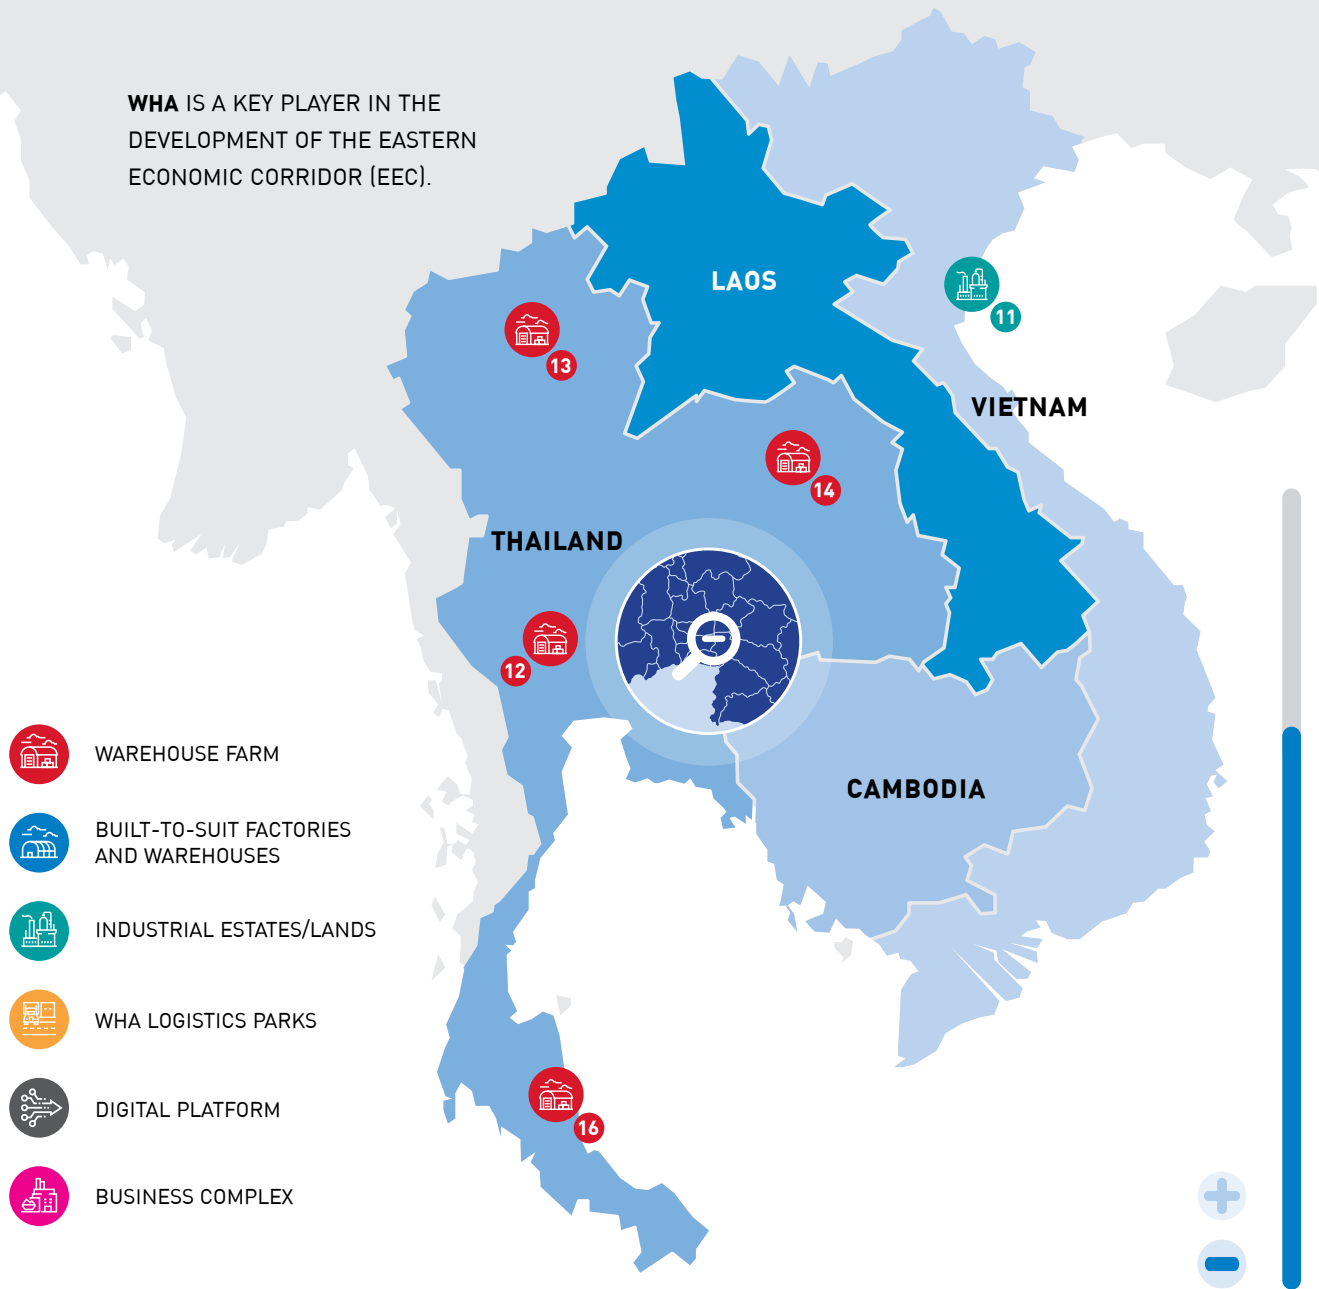 WHA IS A KEY PLAYER IN THE
DEVELOPMENT OF THE EASTERN
ECONOMIC CORRIDOR (EEC).
LAOS
11
13
VIETNAM
14
THAILAND
12
CAMBODIA
16
WAREHOUSE FARM
BUILT-TO-SUIT FACTORIES
AND WAREHOUSES
INDUSTRIAL ESTATES/LANDS
WHA LOGISTICS PARKS
DIGITAL PLATFORM
BUSINESS COMPLEX